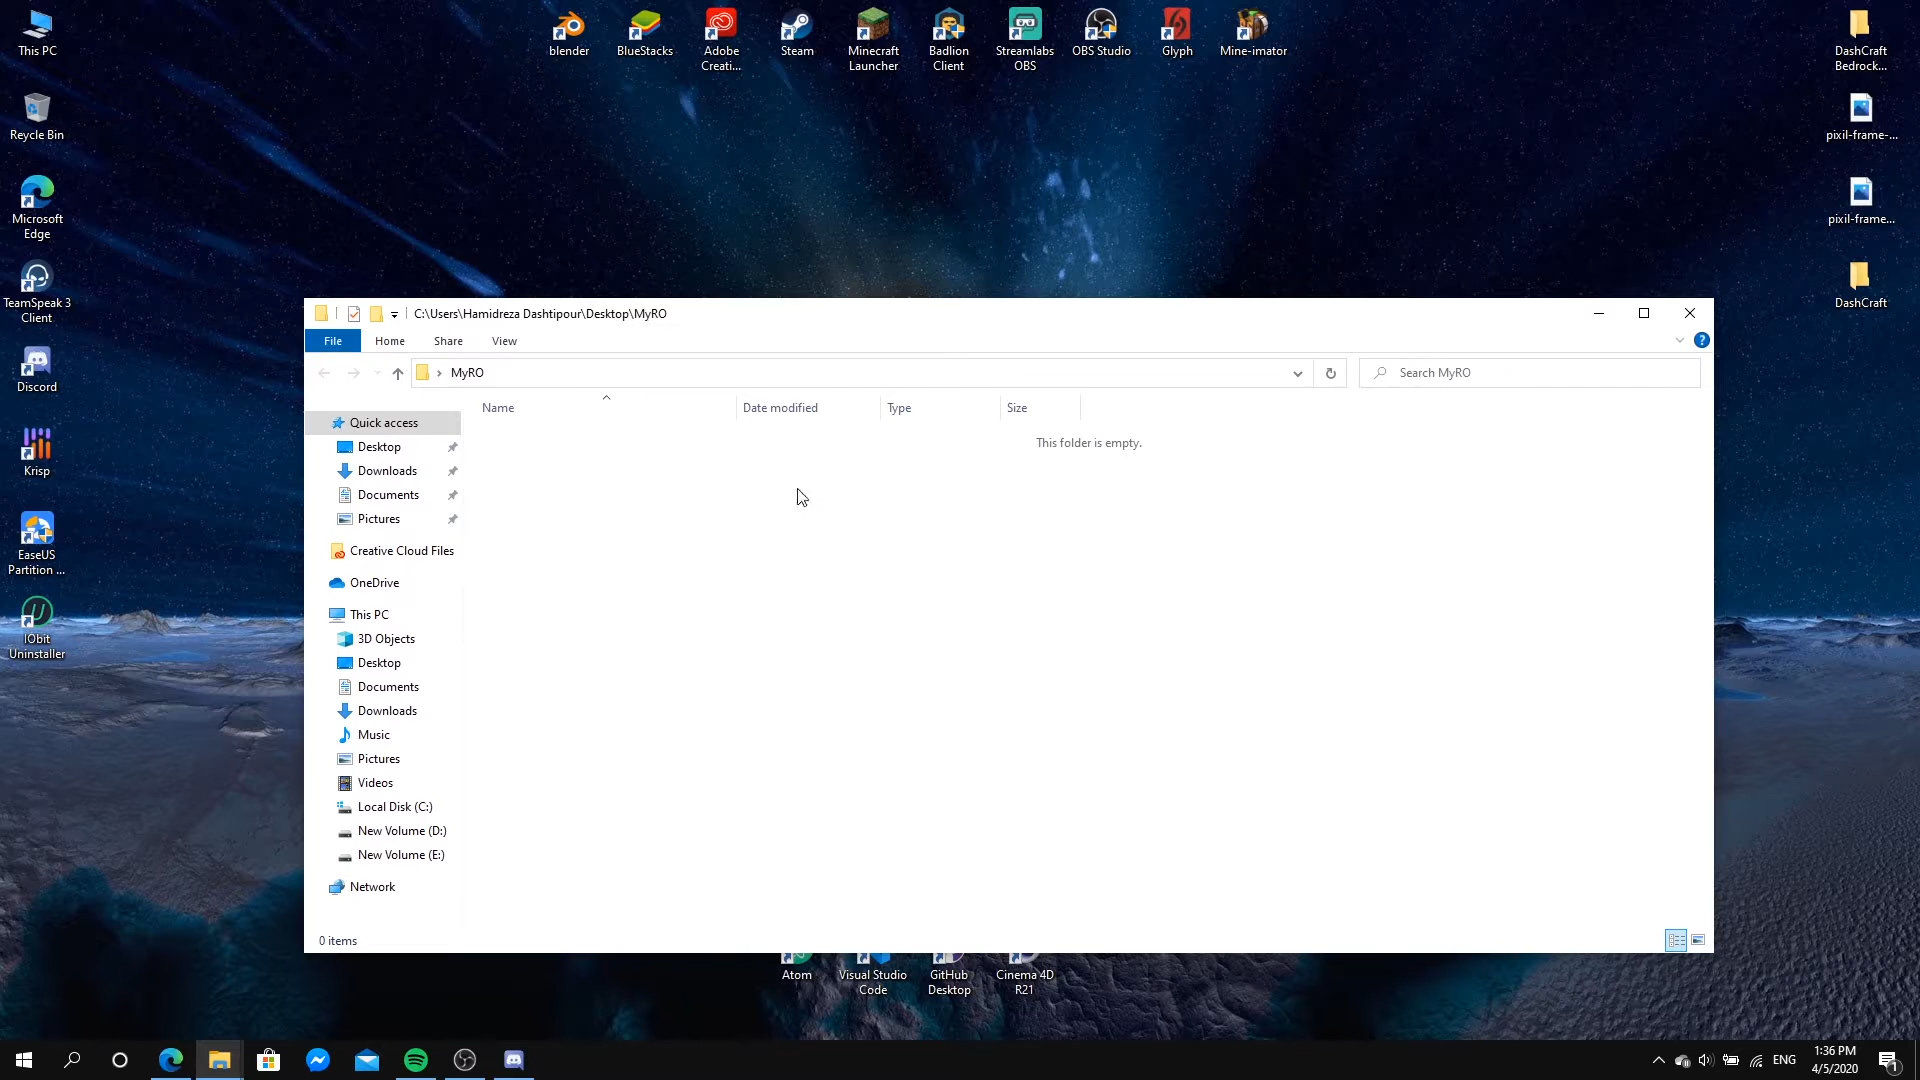 This PC
Reycle Bin
Microsoft
Edge
TeamSpeak 3
Client
Discord
Krisp
EaseUS
Partition ...
IObit
Uninstaller
blender
BlueStacks
Adobe
Creati...
Steam
Minecraft
Launcher
Badlion
Client
Streamlabs
OBS
OBS Studio
Glyph
Mine-imator
DashCraft
Bedrock...
pixil-frame-...
pixil-frame...
DashCraft
C:\Users\Hamidreza Dashtipour\Desktop\MyRO
File Home Share View
?
› MyRO
Search MyRO
Name Date modified Type Size
This folder is empty.
Quick access
Desktop
Downloads
Documents
Pictures
Creative Cloud Files
OneDrive
This PC
3D Objects
Desktop
Documents
Downloads
Music
Pictures
Videos
Local Disk (C:)
New Volume (D:)
New Volume (E:)
Network
0 items
Atom
Visual Studio
Code
GitHub
Desktop
Cinema 4D
R21
ENG
1:36 PM
4/5/2020
1